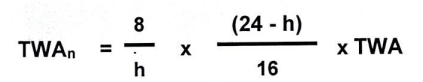 TWAn = 8 / h x (24 - h) / 16 x TWA